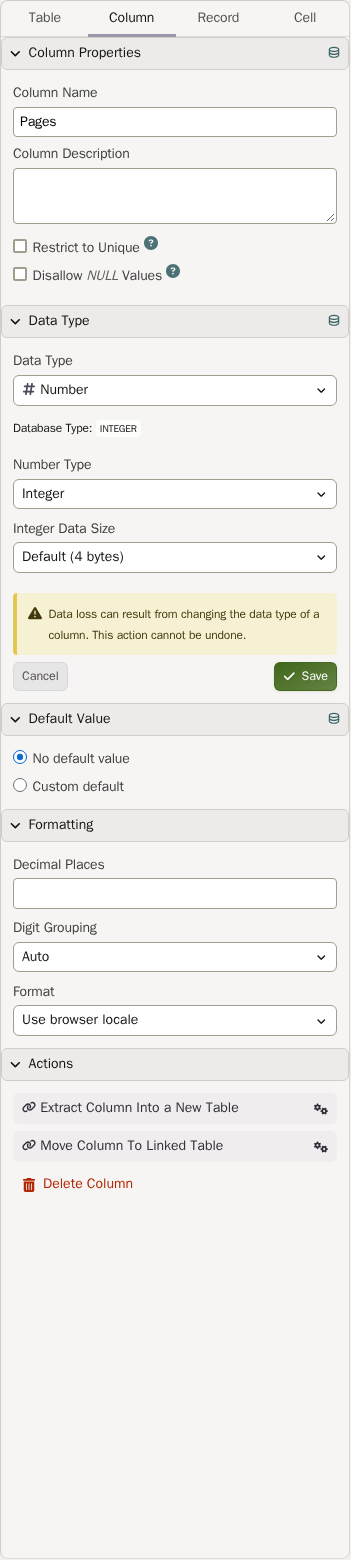 Table Column Record Cell
Column Properties
Column Name
Pages
Column Description
Restrict to Unique ?
Disallow NULL Values ?
Data Type
Data Type
# Number
Database Type: INTEGER
Number Type
Integer
Integer Data Size
Default (4 bytes)
Data loss can result from changing the data type of a
column. This action cannot be undone.
Cancel Save
Default Value
No default value
Custom default
Formatting
Decimal Places
Digit Grouping
Auto
Format
Use browser locale
Actions
Extract Column Into a New Table
Move Column To Linked Table
Delete Column